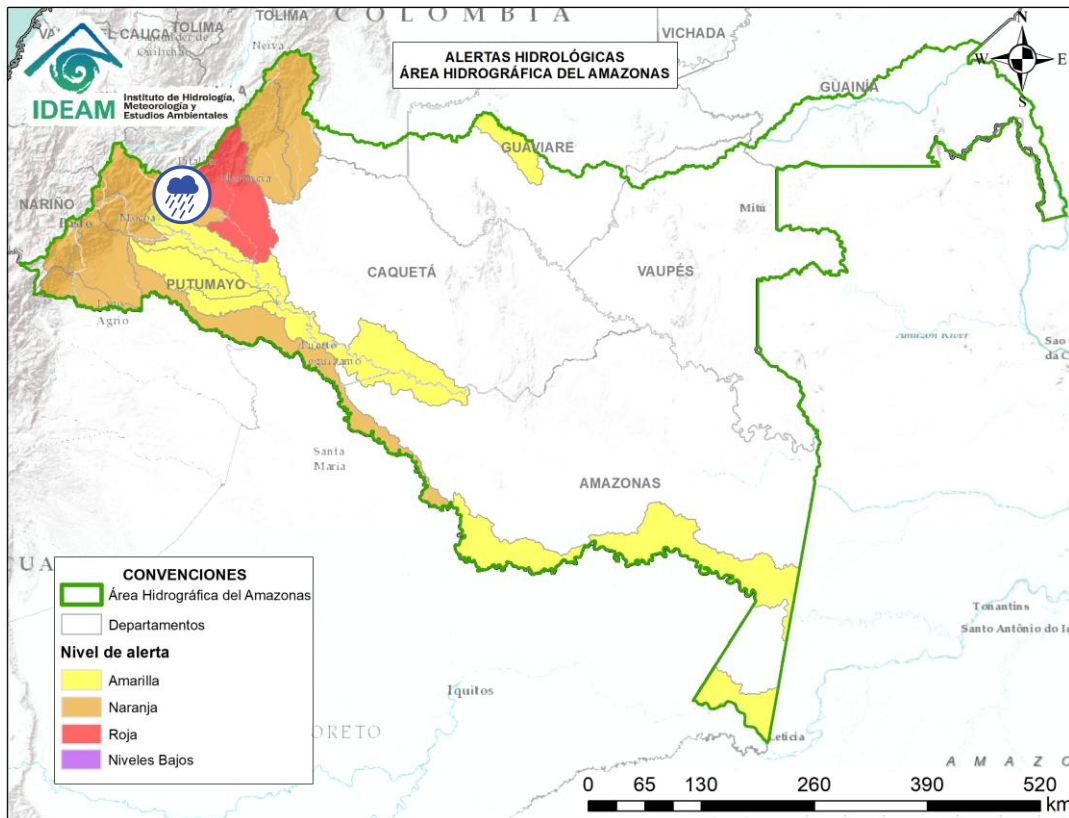 COLOMBIA
TOLIMA
TOLIMA
Neiva
VICHADA
ALERTAS HIDROLÓGICAS
ÁREA HIDROGRÁFICA DEL AMAZONAS
N
W
E
S
IDEAM
Instituto de Hidrología,
Meteorología y
Estudios Ambientales
GUAINÍA
GUAVIARE
NARIÑO
Mitú
CAQUETÁ
VAUPÉS
PUTUMAYO
Agrio
Amazon River
Santa
Maria
AMAZONAS
CONVENCIONES
Área Hidrográfica del Amazonas
Departamentos
Nivel de alerta
Amarilla
Naranja
Roja
Niveles Bajos
Iquitos
ORETO
Tonantins
Santo Antônio do
Leticia
AMAZO
0 65 130 260 390 520
km